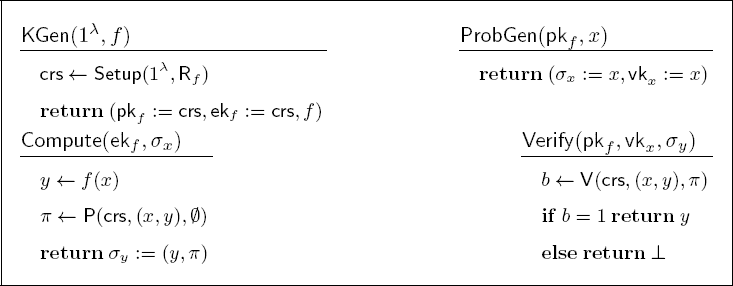 KGen(1^λ, f)
crs ← Setup(1^λ, R_f)
return (pk_f := crs, ek_f := crs, f)
ProbGen(pk_f, x)
return (σ_x := x, vk_x := x)
Compute(ek_f, σ_x)
y ← f(x)
π ← P(crs, (x, y), ∅)
return σ_y := (y, π)
Verify(pk_f, vk_x, σ_y)
b ← V(crs, (x, y), π)
if b = 1 return y
else return ⊥